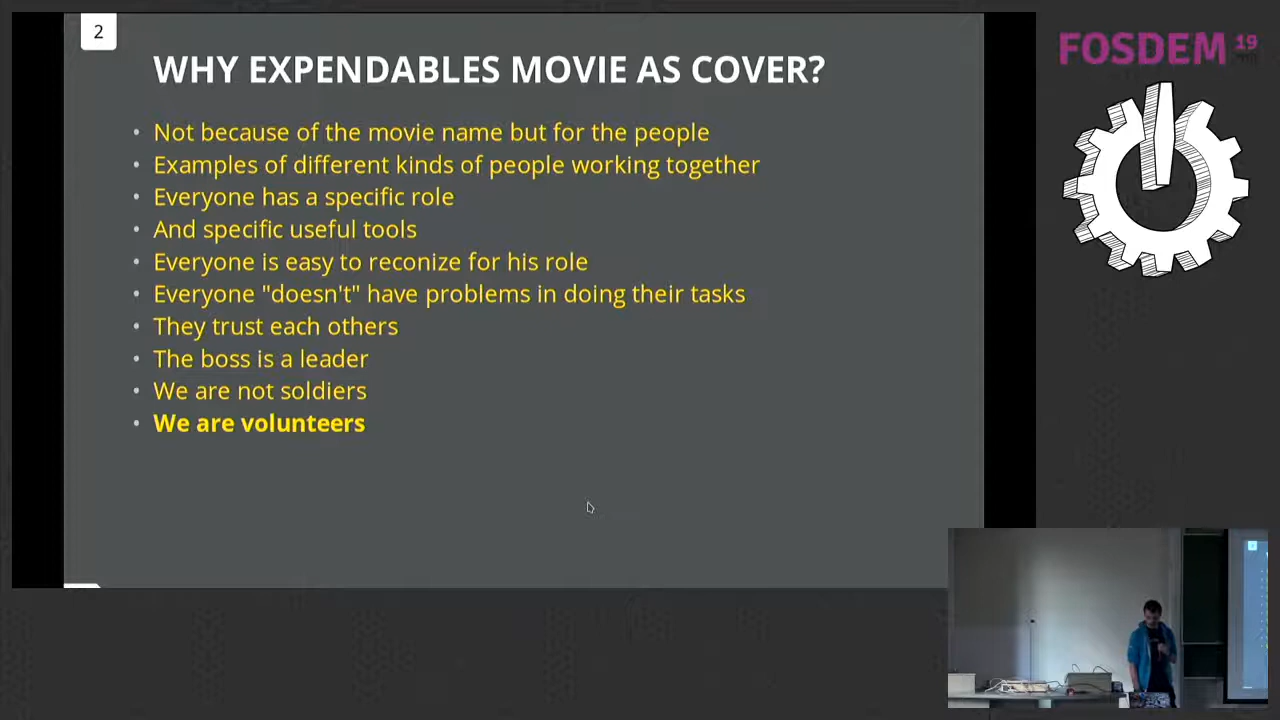 2
WHY EXPENDABLES MOVIE AS COVER?
• Not because of the movie name but for the people
• Examples of different kinds of people working together
• Everyone has a specific role
• And specific useful tools
• Everyone is easy to reconize for his role
• Everyone "doesn't" have problems in doing their tasks
• They trust each others
• The boss is a leader
• We are not soldiers
• We are volunteers
FOSDEM 19